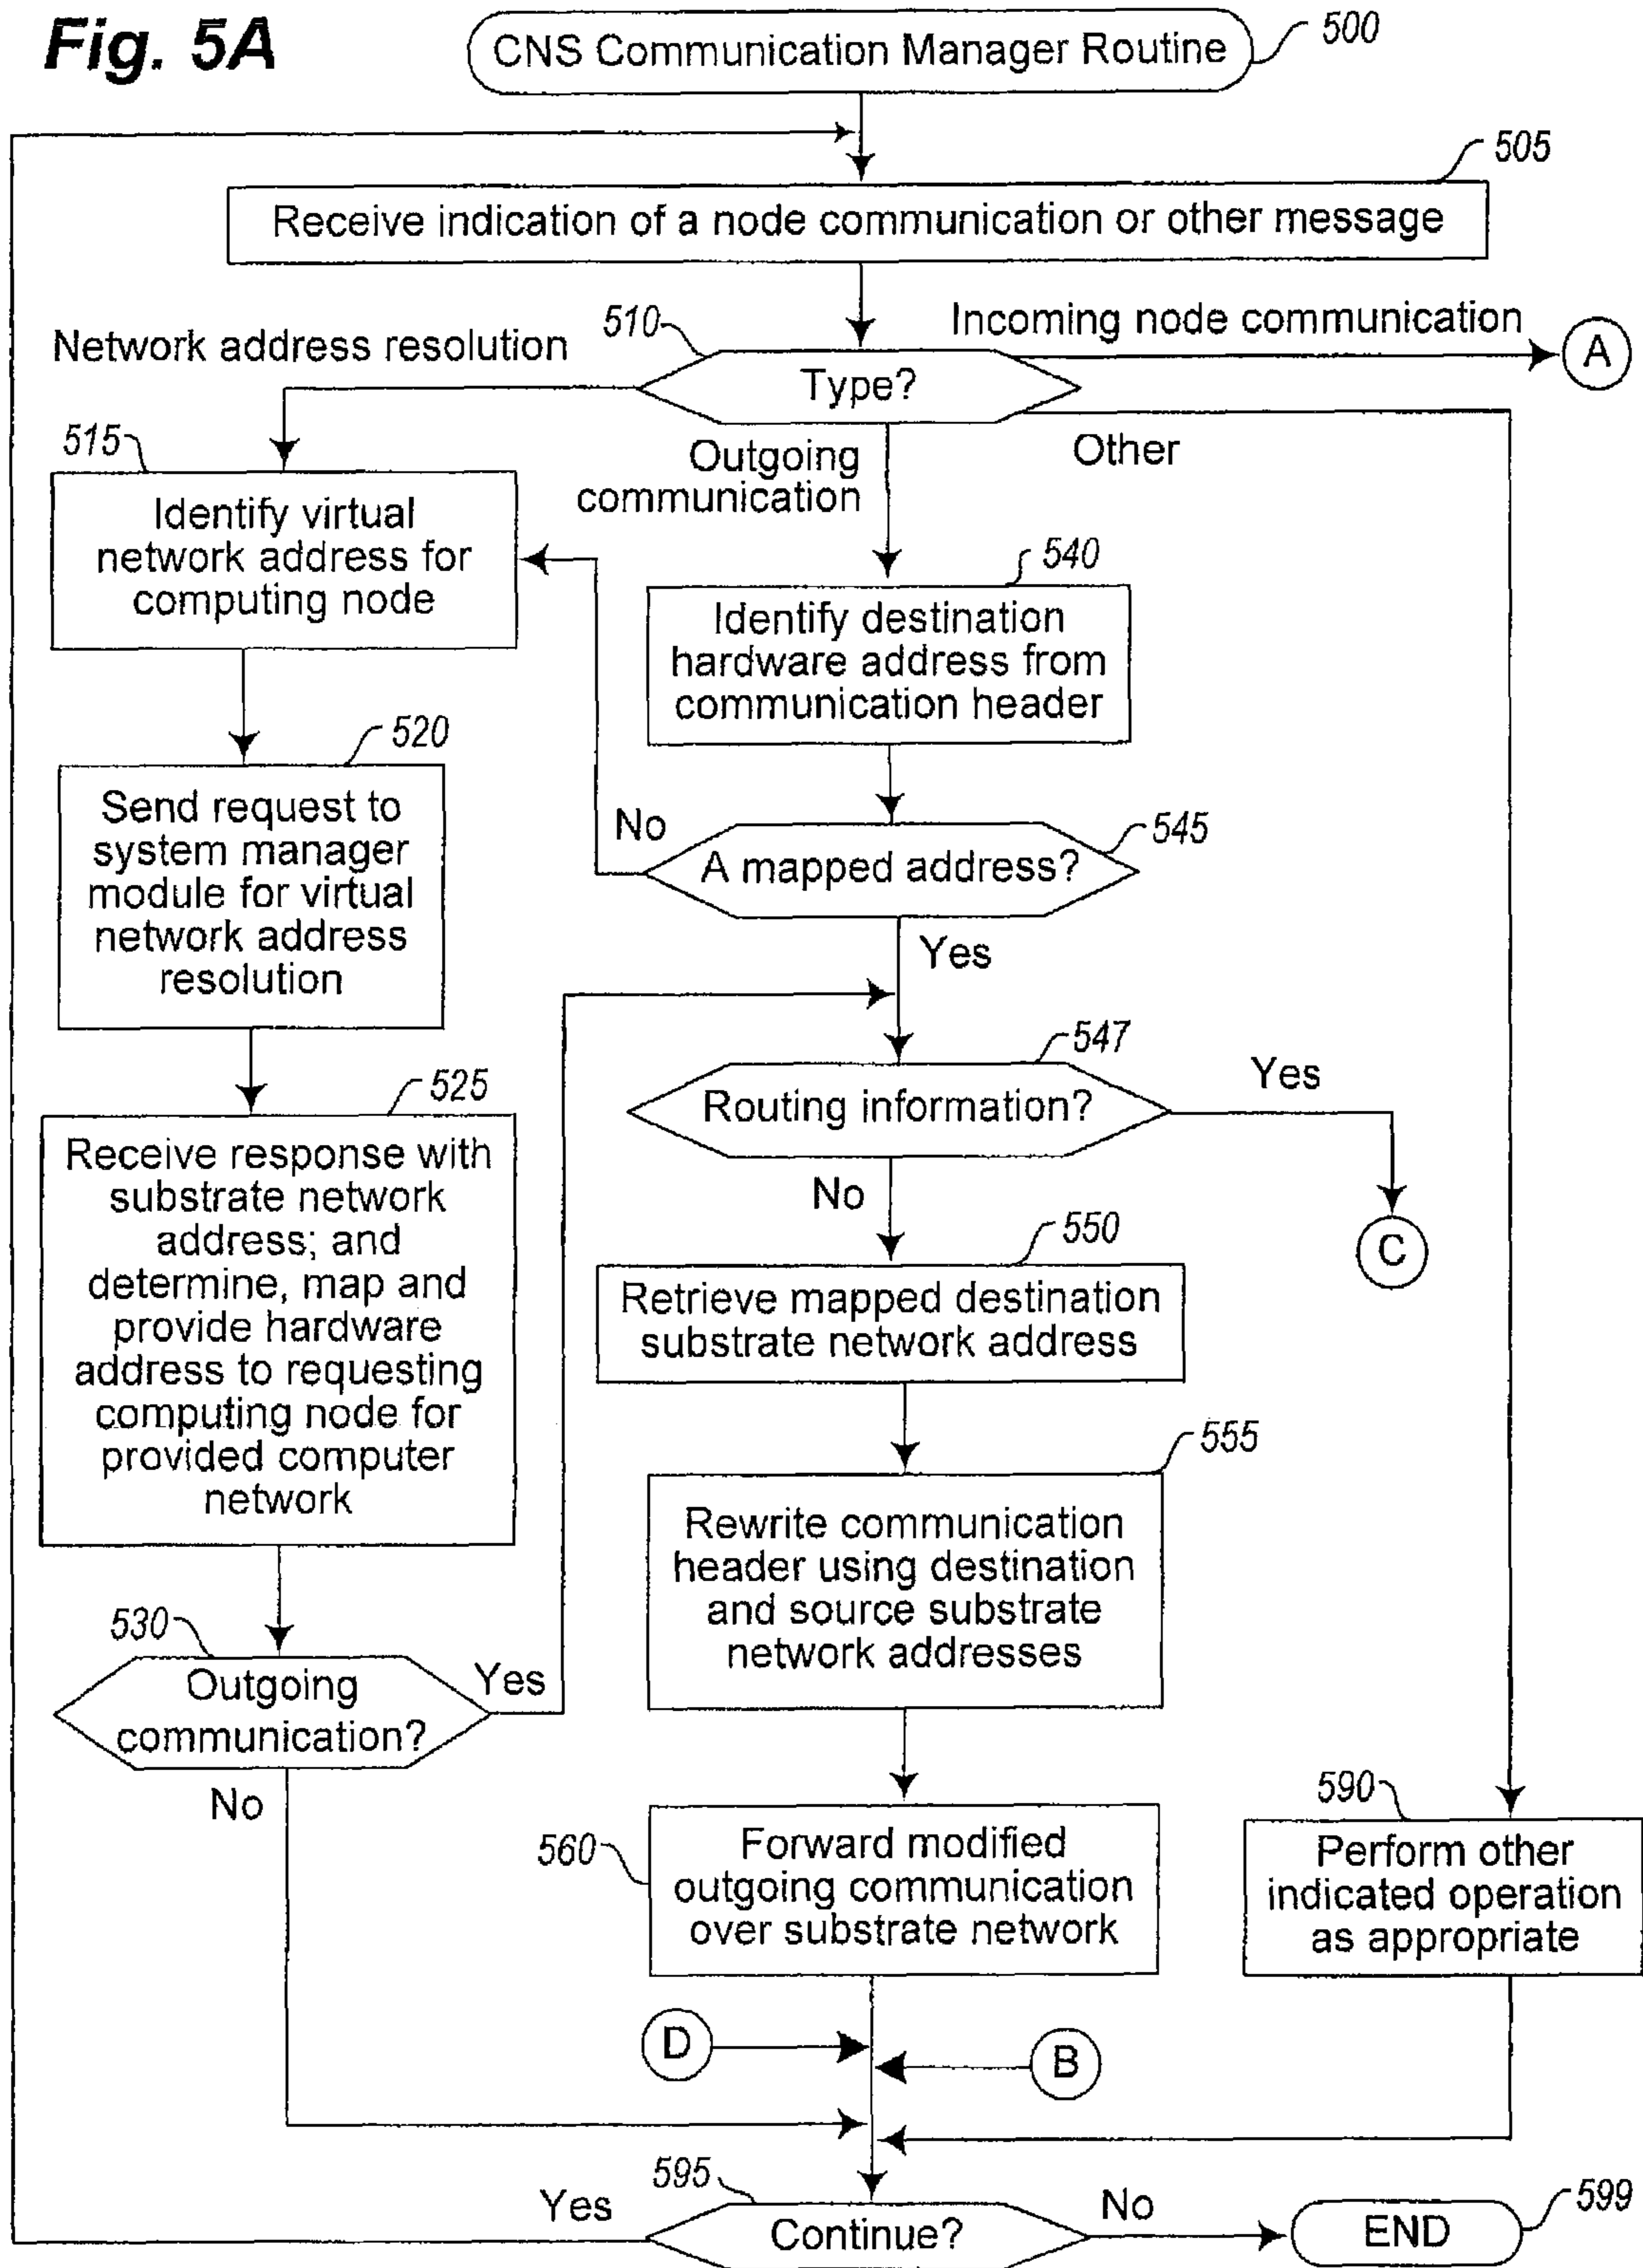 Fig. 5A
CNS Communication Manager Routine
500
505
Receive indication of a node communication or other message
510
Incoming node communication
A
Network address resolution
Type?
515
Outgoing
communication
Other
Identify virtual
network address for
computing node
540
Identify destination
hardware address from
communication header
520
Send request to
system manager
module for virtual
network address
resolution
No
545
A mapped address?
Yes
547
Routing information?
Yes
C
No
525
Receive response with
substrate network
address; and
determine, map and
provide hardware
address to requesting
computing node for
provided computer
network
550
Retrieve mapped destination
substrate network address
555
Rewrite communication
header using destination
and source substrate
network addresses
530
Outgoing
communication?
Yes
No
560
Forward modified
outgoing communication
over substrate network
590
Perform other
indicated operation
as appropriate
D
B
595
Yes
Continue?
No
END
599